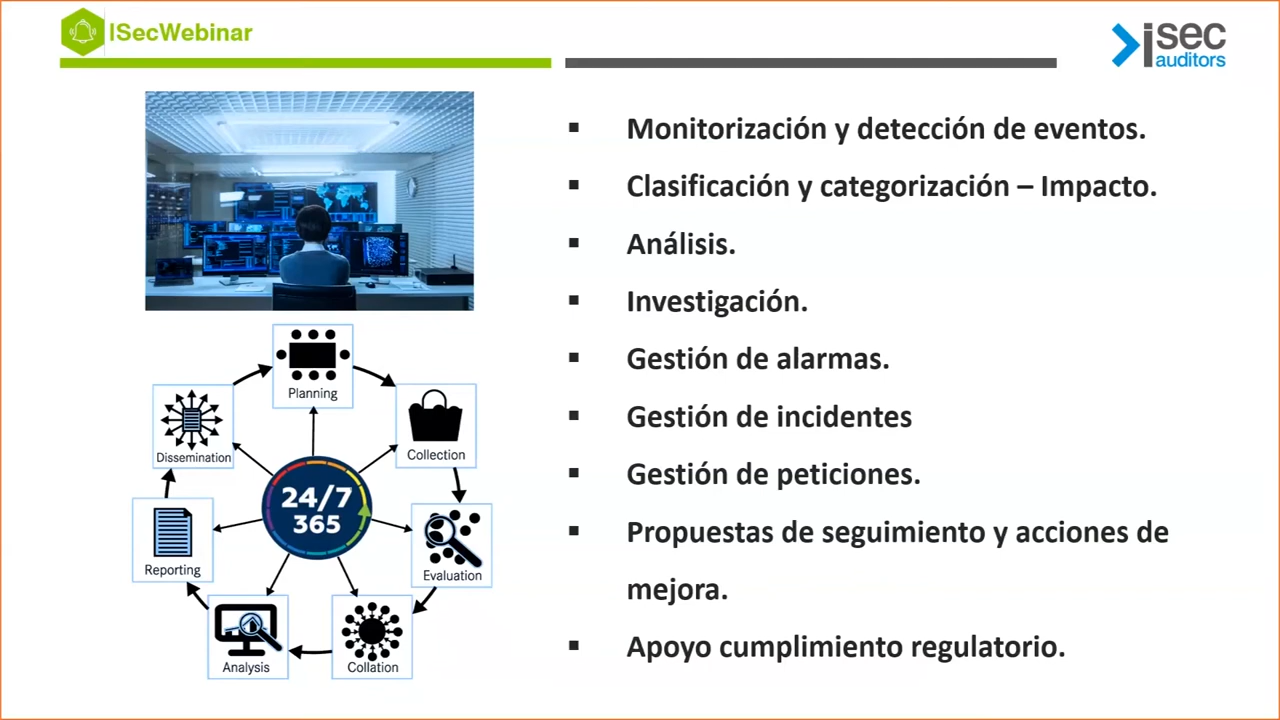 ISecWebinar
isec
auditors
Monitorización y detección de eventos.
Clasificación y categorización – Impacto.
Análisis.
Investigación.
Gestión de alarmas.
Gestión de incidentes
Gestión de peticiones.
Propuestas de seguimiento y acciones de
mejora.
Apoyo cumplimiento regulatorio.
Planning
Collection
Evaluation
Collation
Analysis
Reporting
Dissemination
24/7
365